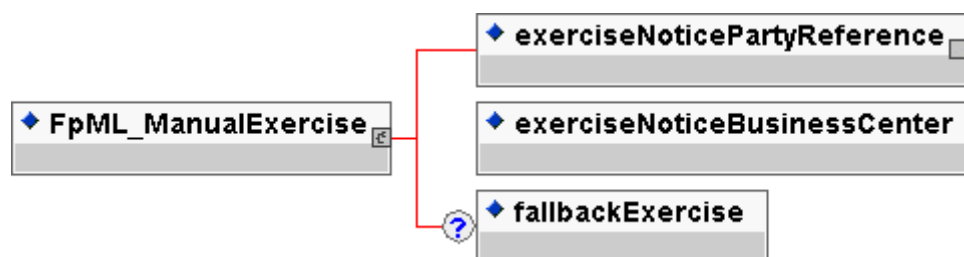 exerciseNoticePartyReference
FpML_ManualExercise
exerciseNoticeBusinessCenter
? fallbackExercise